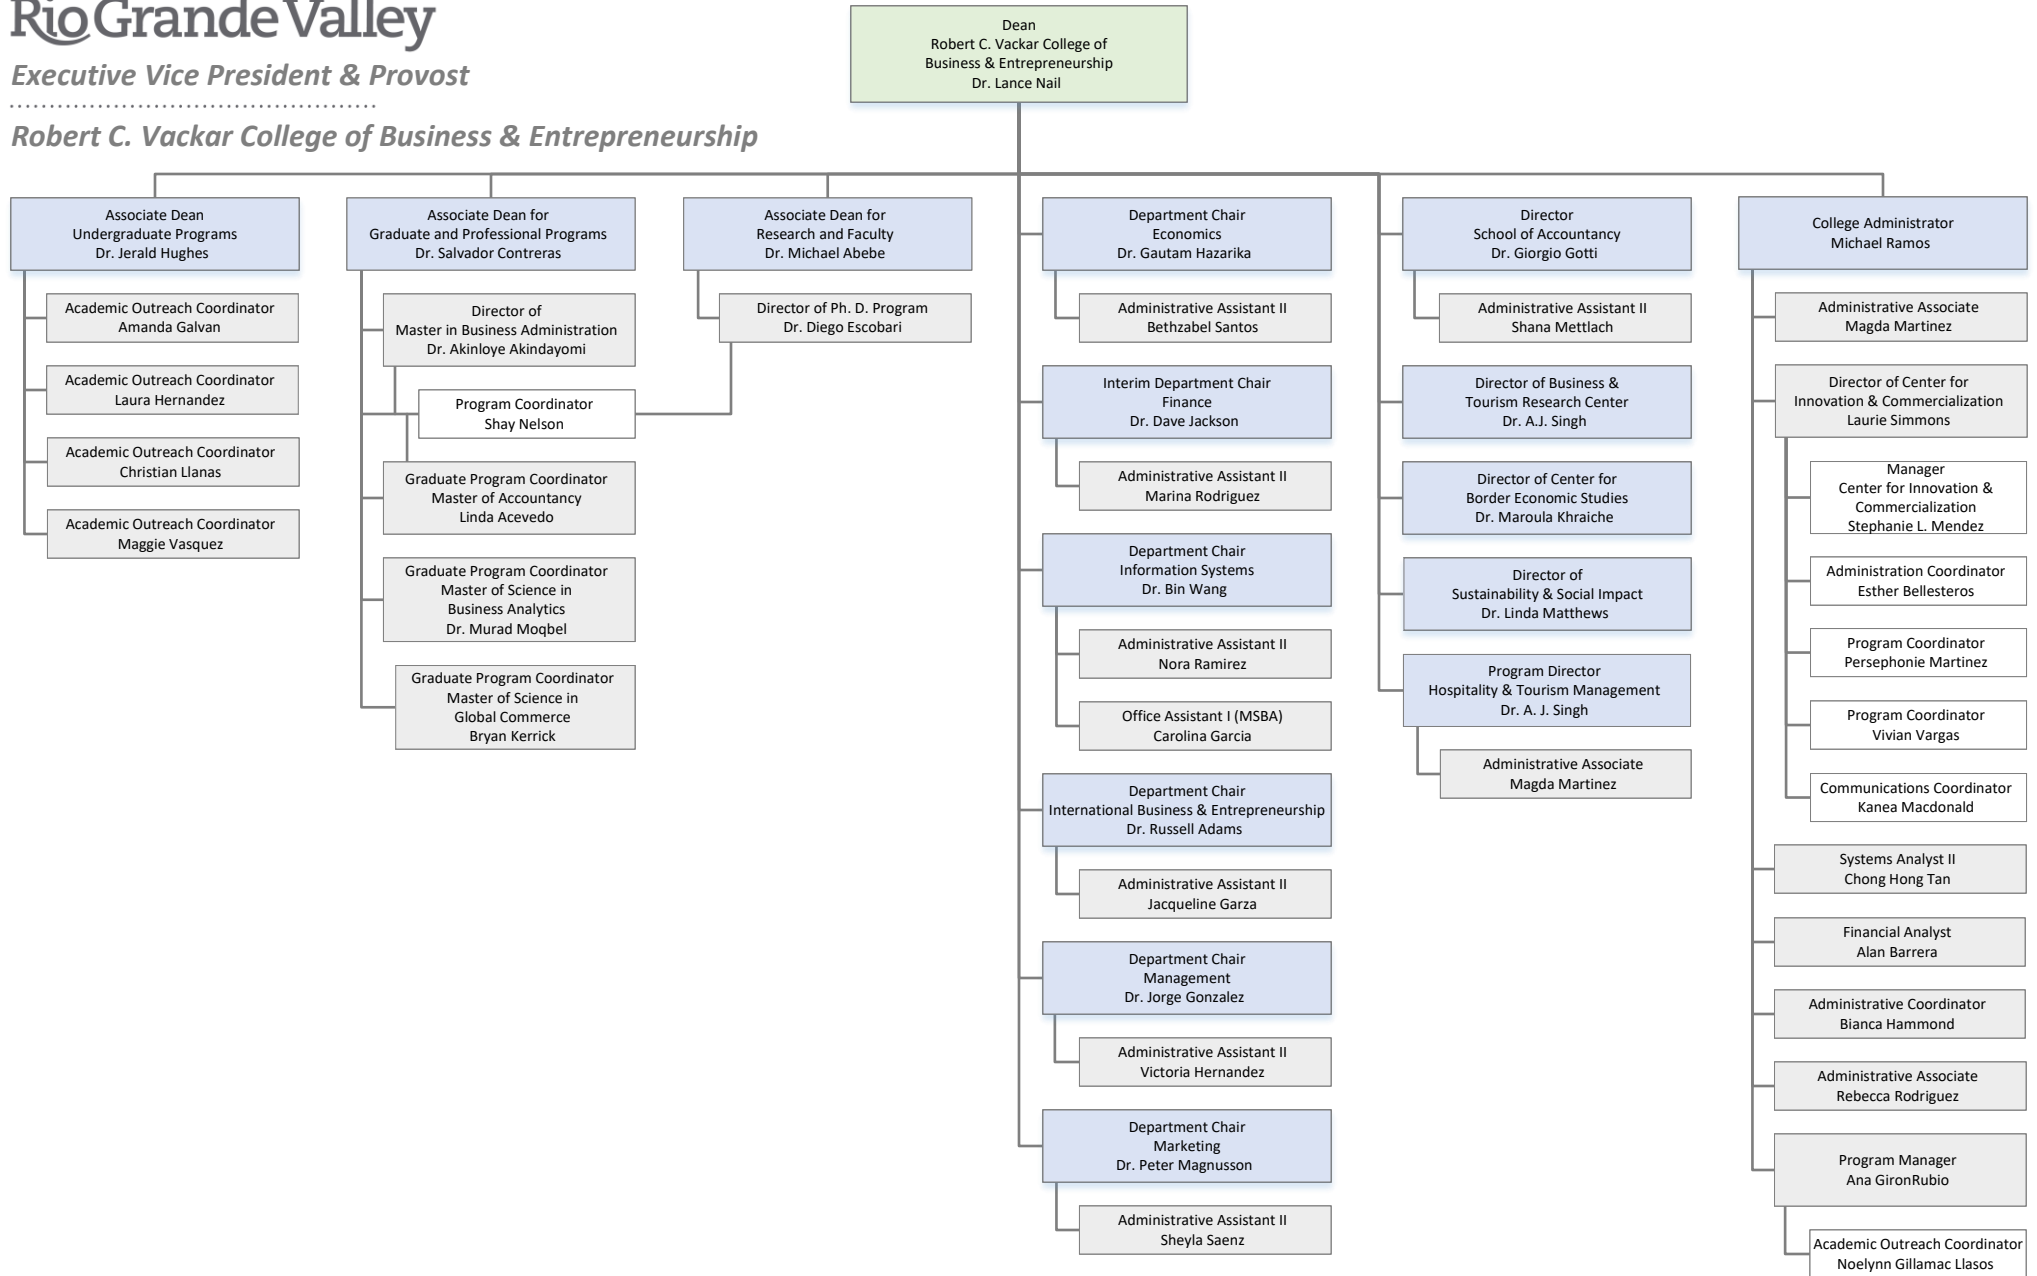 Rio Grande Valley
Executive Vice President & Provost
Robert C. Vackar College of Business & Entrepreneurship
Dean
Robert C. Vackar College of
Business & Entrepreneurship
Dr. Lance Nail
Associate Dean
Undergraduate Programs
Dr. Jerald Hughes
Academic Outreach Coordinator
Amanda Galvan
Academic Outreach Coordinator
Laura Hernandez
Academic Outreach Coordinator
Christian Llanas
Academic Outreach Coordinator
Maggie Vasquez
Associate Dean for
Graduate and Professional Programs
Dr. Salvador Contreras
Director of
Master in Business Administration
Dr. Akinloye Akindayomi
Program Coordinator
Shay Nelson
Graduate Program Coordinator
Master of Accountancy
Linda Acevedo
Graduate Program Coordinator
Master of Science in
Business Analytics
Dr. Murad Moqbel
Graduate Program Coordinator
Master of Science in
Global Commerce
Bryan Kerrick
Associate Dean for
Research and Faculty
Dr. Michael Abebe
Director of Ph. D. Program
Dr. Diego Escobari
Department Chair
Economics
Dr. Gautam Hazarika
Administrative Assistant II
Bethzabel Santos
Interim Department Chair
Finance
Dr. Dave Jackson
Administrative Assistant II
Marina Rodriguez
Department Chair
Information Systems
Dr. Bin Wang
Administrative Assistant II
Nora Ramirez
Office Assistant I (MSBA)
Carolina Garcia
Department Chair
International Business & Entrepreneurship
Dr. Russell Adams
Administrative Assistant II
Jacqueline Garza
Department Chair
Management
Dr. Jorge Gonzalez
Administrative Assistant II
Victoria Hernandez
Department Chair
Marketing
Dr. Peter Magnusson
Administrative Assistant II
Sheyla Saenz
Director
School of Accountancy
Dr. Giorgio Gotti
Administrative Assistant II
Shana Mettlach
Director of Business &
Tourism Research Center
Dr. A.J. Singh
Director of Center for
Border Economic Studies
Dr. Maroula Khraiche
Director of
Sustainability & Social Impact
Dr. Linda Matthews
Program Director
Hospitality & Tourism Management
Dr. A. J. Singh
Administrative Associate
Magda Martinez
College Administrator
Michael Ramos
Administrative Associate
Magda Martinez
Director of Center for
Innovation & Commercialization
Laurie Simmons
Manager
Center for Innovation &
Commercialization
Stephanie L. Mendez
Administration Coordinator
Esther Bellesteros
Program Coordinator
Persephonie Martinez
Program Coordinator
Vivian Vargas
Communications Coordinator
Kanea Macdonald
Systems Analyst II
Chong Hong Tan
Financial Analyst
Alan Barrera
Administrative Coordinator
Bianca Hammond
Administrative Associate
Rebecca Rodriguez
Program Manager
Ana GironRubio
Academic Outreach Coordinator
Noelynn Gillamac Llasos